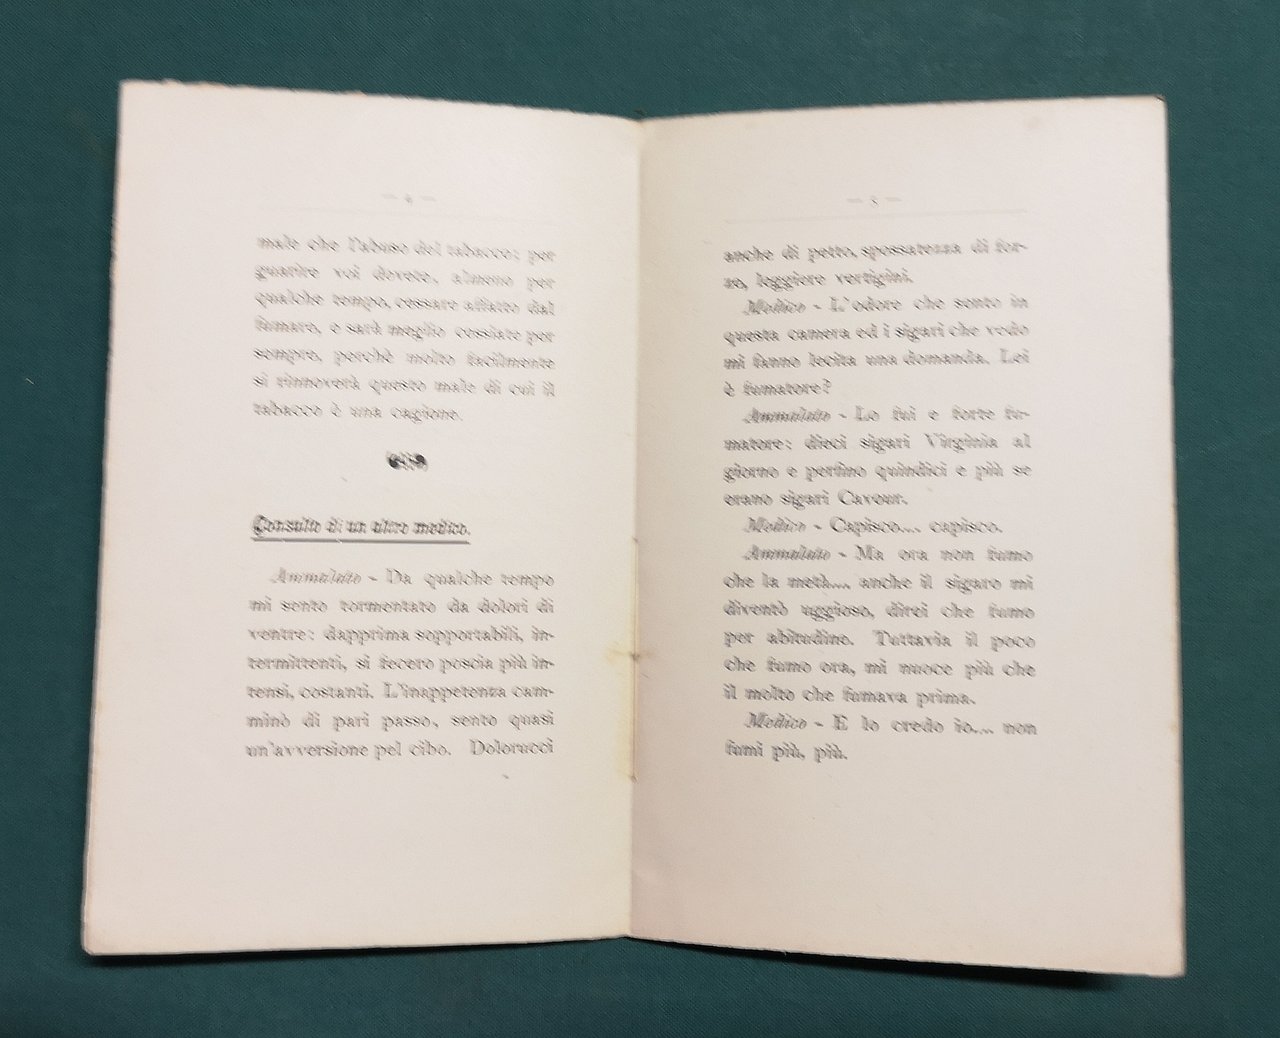 — 4 —
male che l'abuso del tabacco; per
guarire voi dovete, almeno per
qualche tempo, cessare affatto dal
fumare, e sarà meglio cessiate per
sempre, perchè molto facilmente
si rinnoverà questo male di cui il
tabacco è una cagione.
Consulto di un altro medico.
Ammalato - Da qualche tempo
mi sento tormentato da dolori di
ventre: dapprima sopportabili, in-
termittenti, si fecero poscia più in-
tensi, costanti. L'inappetenza cam-
minò di pari passo, sento quasi
un'avversione pel cibo. Dolorucci
— 5 —
anche di petto, spossatezza di for-
ze, leggiere vertigini.
Medico - L'odore che sento in
questa camera ed i sigari che vedo
mi fanno lecita una domanda. Lei
è fumatore?
Ammalato - Lo fui e forte fu-
matore: dieci sigari Virginia al
giorno e perfino quindici e più se
erano sigari Cavour.
Medico - Capisco.... capisco.
Ammalato - Ma ora non fumo
che la metà.... anche il sigaro mi
diventò uggioso, direi che fumo
per abitudine. Tuttavia il poco
che fumo ora, mi nuoce più che
il molto che fumava prima.
Medico - E lo credo io.... non
fumi più, più.